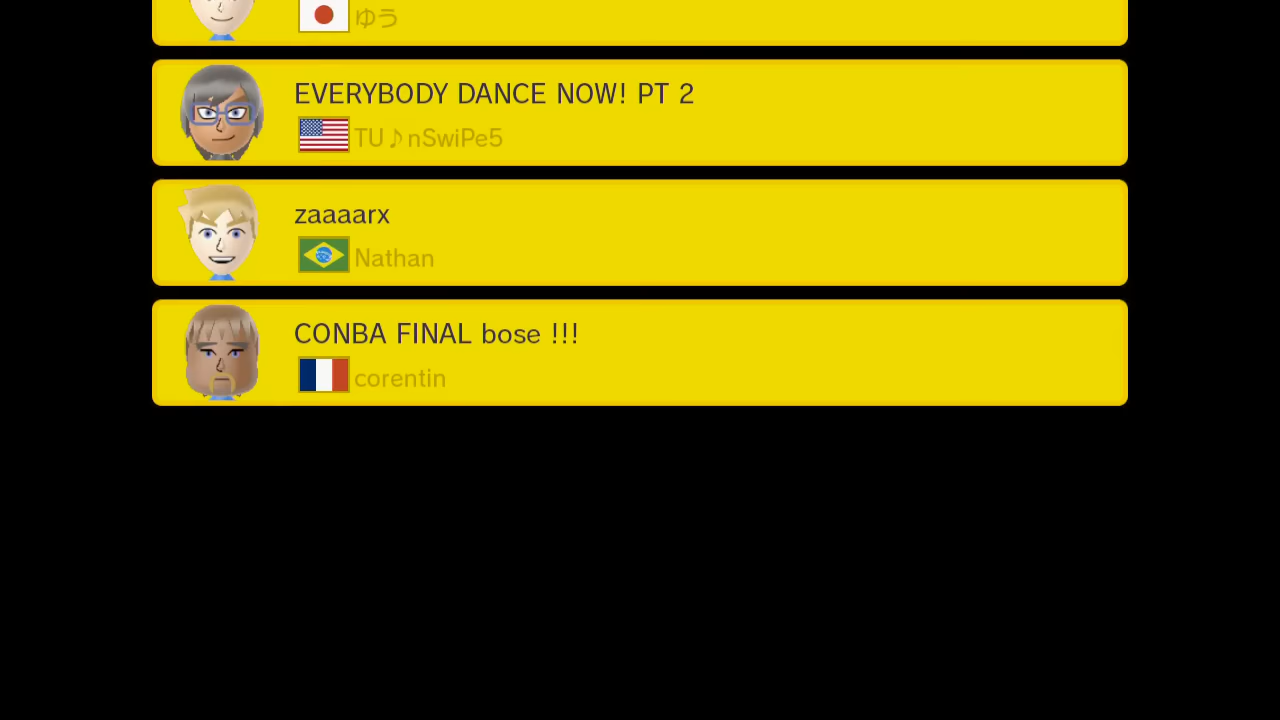 ゆう
EVERYBODY DANCE NOW! PT 2
TU♪nSwiPe5
zaaaarx
Nathan
CONBA FINAL bose !!!
corentin